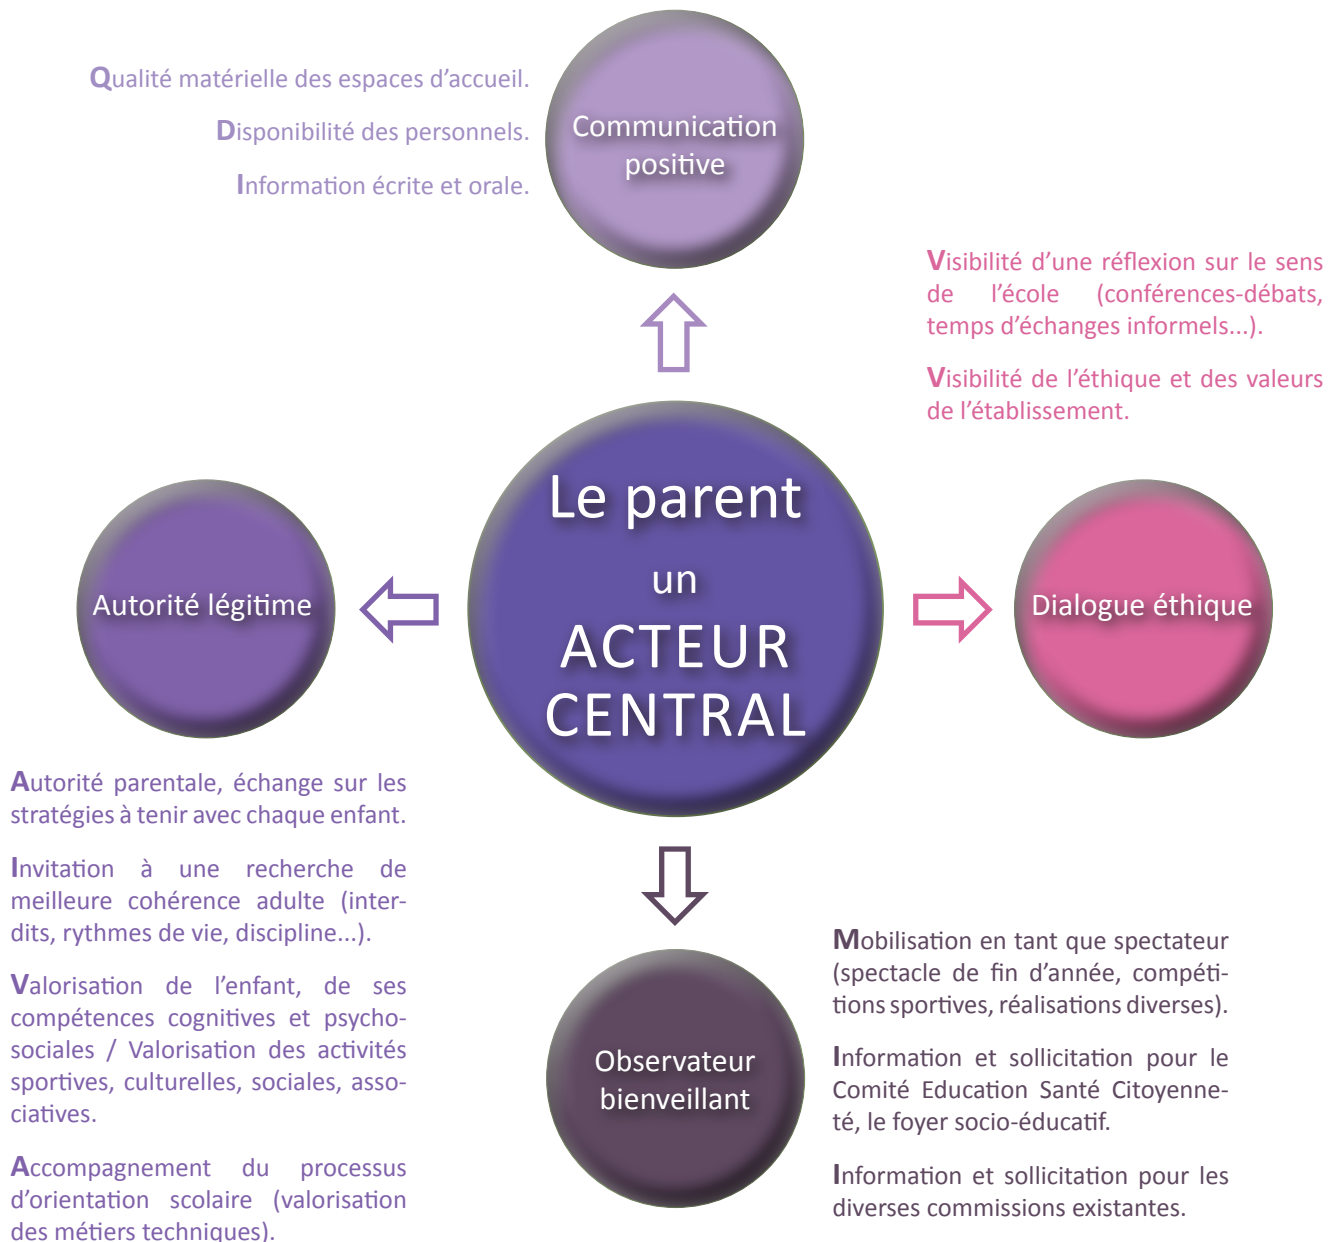 Qualité matérielle des espaces d'accueil.
Disponibilité des personnels.
Information écrite et orale.
Communication
positive
Visibilité d'une réflexion sur le sens
de l'école (conférences-débats,
temps d'échanges informels...).
Visibilité de l'éthique et des valeurs
de l'établissement.
Le parent
un
ACTEUR
CENTRAL
Autorité légitime
Dialogue éthique
Autorité parentale, échange sur les
stratégies à tenir avec chaque enfant.
Invitation à une recherche de
meilleure cohérence adulte (inter-
dits, rythmes de vie, discipline...).
Valorisation de l'enfant, de ses
compétences cognitives et psycho-
sociales / Valorisation des activités
sportives, culturelles, sociales, asso-
ciatives.
Accompagnement du processus
d'orientation scolaire (valorisation
des métiers techniques).
Observateur
bienveillant
Mobilisation en tant que spectateur
(spectacle de fin d'année, compéti-
tions sportives, réalisations diverses).
Information et sollicitation pour le
Comité Education Santé Citoyenne-
té, le foyer socio-éducatif.
Information et sollicitation pour les
diverses commissions existantes.